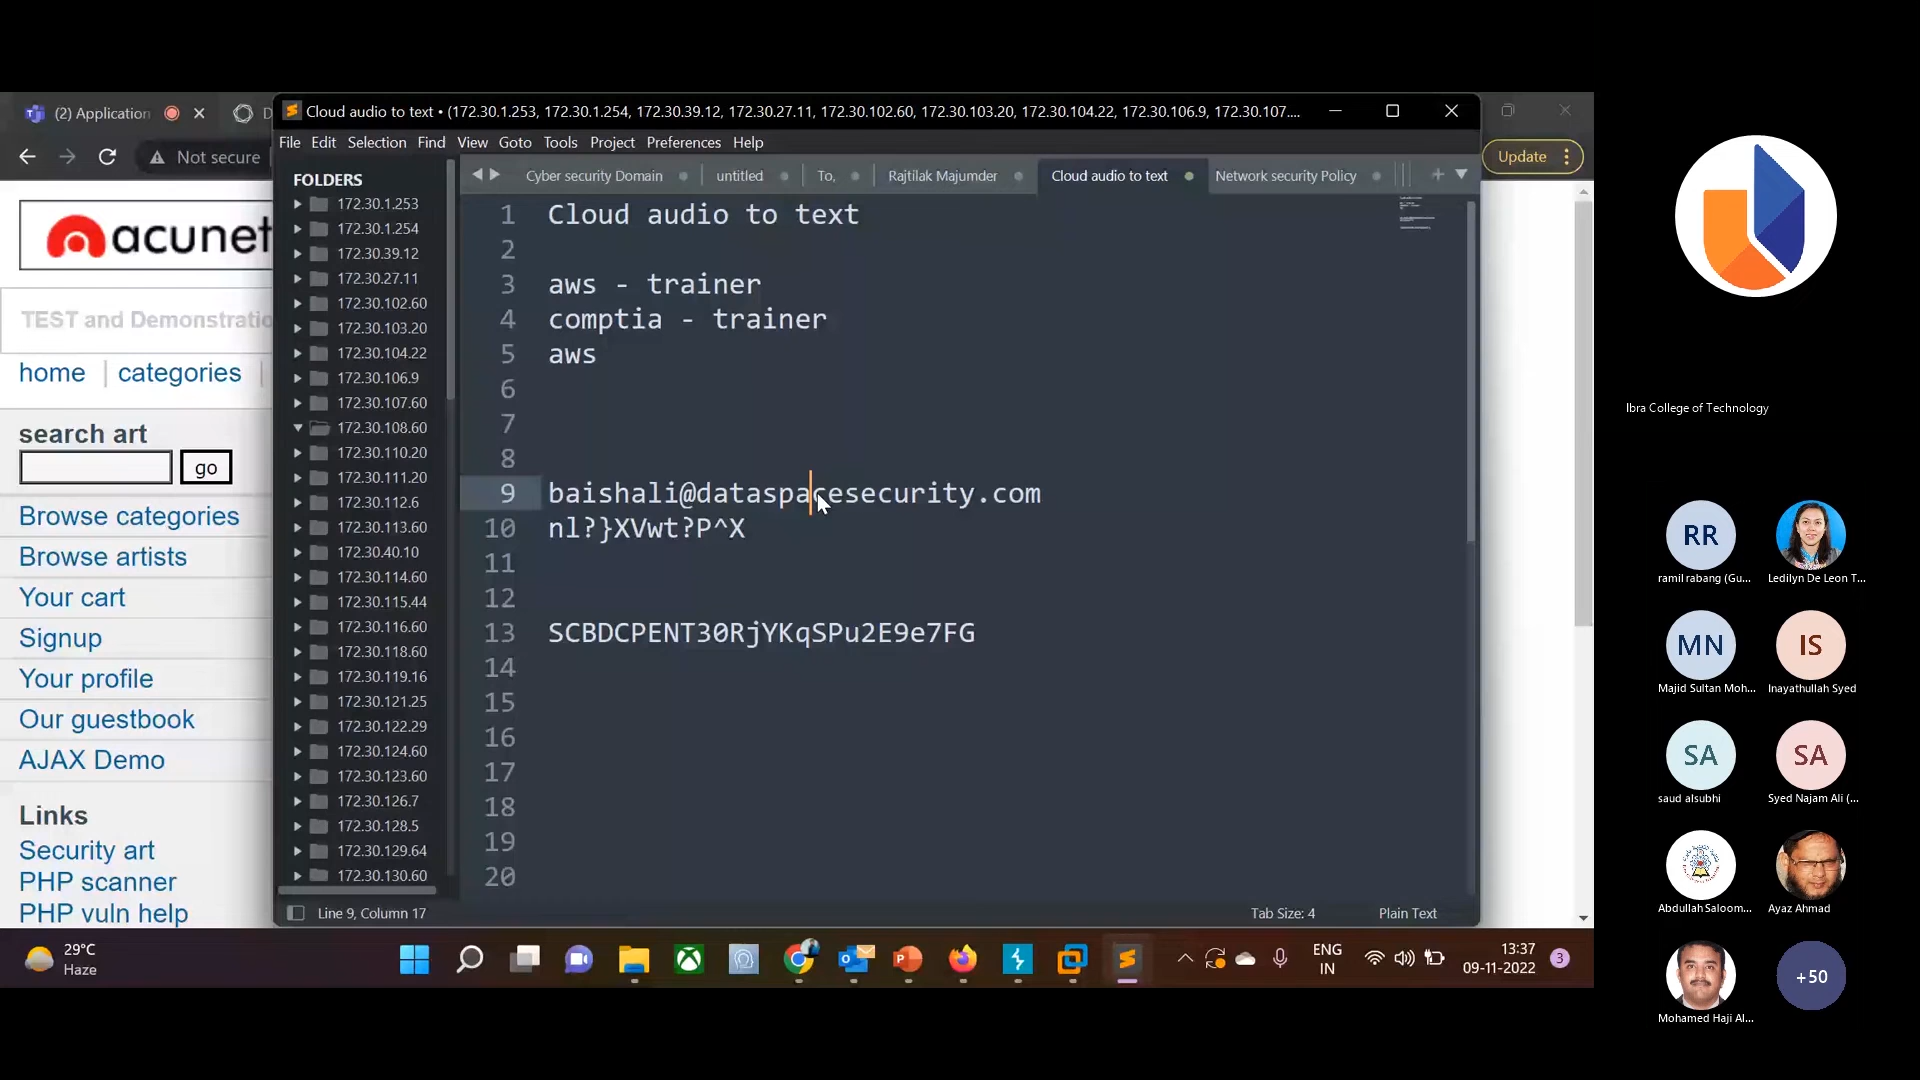 (2) Application
D
Not secure
acunet
TEST and Demonstratio
home
categories
search art
go
Browse categories
Browse artists
Your cart
Signup
Your profile
Our guestbook
AJAX Demo
Links
Security art
PHP scanner
PHP vuln help
Cloud audio to text • (172.30.1.253, 172.30.1.254, 172.30.39.12, 172.30.27.11, 172.30.102.60, 172.30.103.20, 172.30.104.22, 172.30.106.9, 172.30.107....
File Edit Selection Find View Goto Tools Project Preferences Help
FOLDERS
172.30.1.253
172.30.1.254
172.30.39.12
172.30.27.11
172.30.102.60
172.30.103.20
172.30.104.22
172.30.106.9
172.30.107.60
172.30.108.60
172.30.110.20
172.30.111.20
172.30.112.6
172.30.113.60
172.30.40.10
172.30.114.60
172.30.115.44
172.30.116.60
172.30.118.60
172.30.119.16
172.30.121.25
172.30.122.29
172.30.124.60
172.30.123.60
172.30.126.7
172.30.128.5
172.30.129.64
172.30.130.60
Cyber security Domain
untitled
To,
Rajtilak Majumder
Cloud audio to text
Network security Policy
1 Cloud audio to text
2
3 aws - trainer
4 comptia - trainer
5 aws
6
7
8
9 baishali@dataspacesecurity.com
10 nl?}XVwt?P^X
11
12
13 SCBDCPENT30RjYKqSPu2E9e7FG
14
15
16
17
18
19
20
Line 9, Column 17
Tab Size: 4
Plain Text
Update
29°C
Haze
ENG
IN
13:37
09-11-2022
3
Ibra College of Technology
RR
ramil rabang (Gu...
Ledilyn De Leon T...
MN
Majid Sultan Moh...
IS
Inayathullah Syed
SA
saud alsubhi
SA
Syed Najam Ali (...
Abdullah Saloom...
Ayaz Ahmad
Mohamed Haji Al...
+50